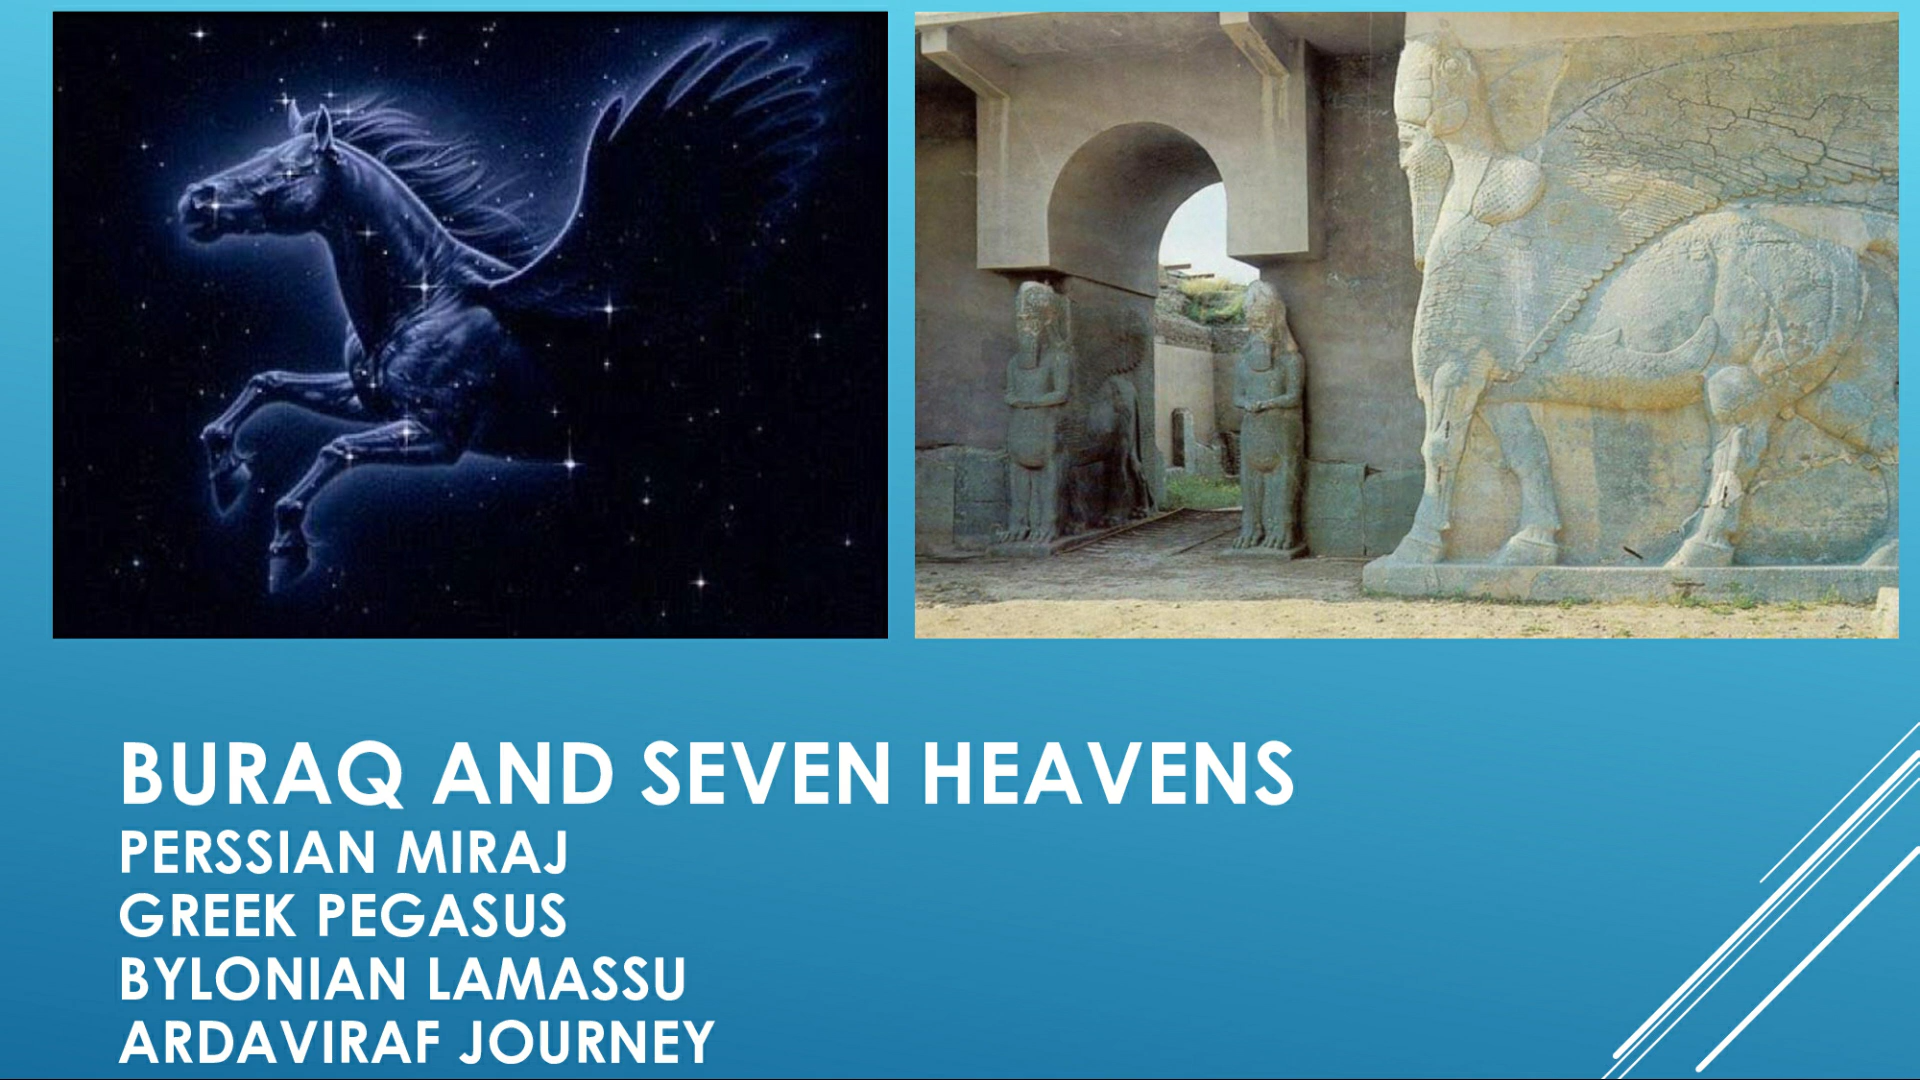 BURAQ AND SEVEN HEAVENS
PERSSIAN MIRAJ
GREEK PEGASUS
BYLONIAN LAMASSU
ARDAVIRAF JOURNEY